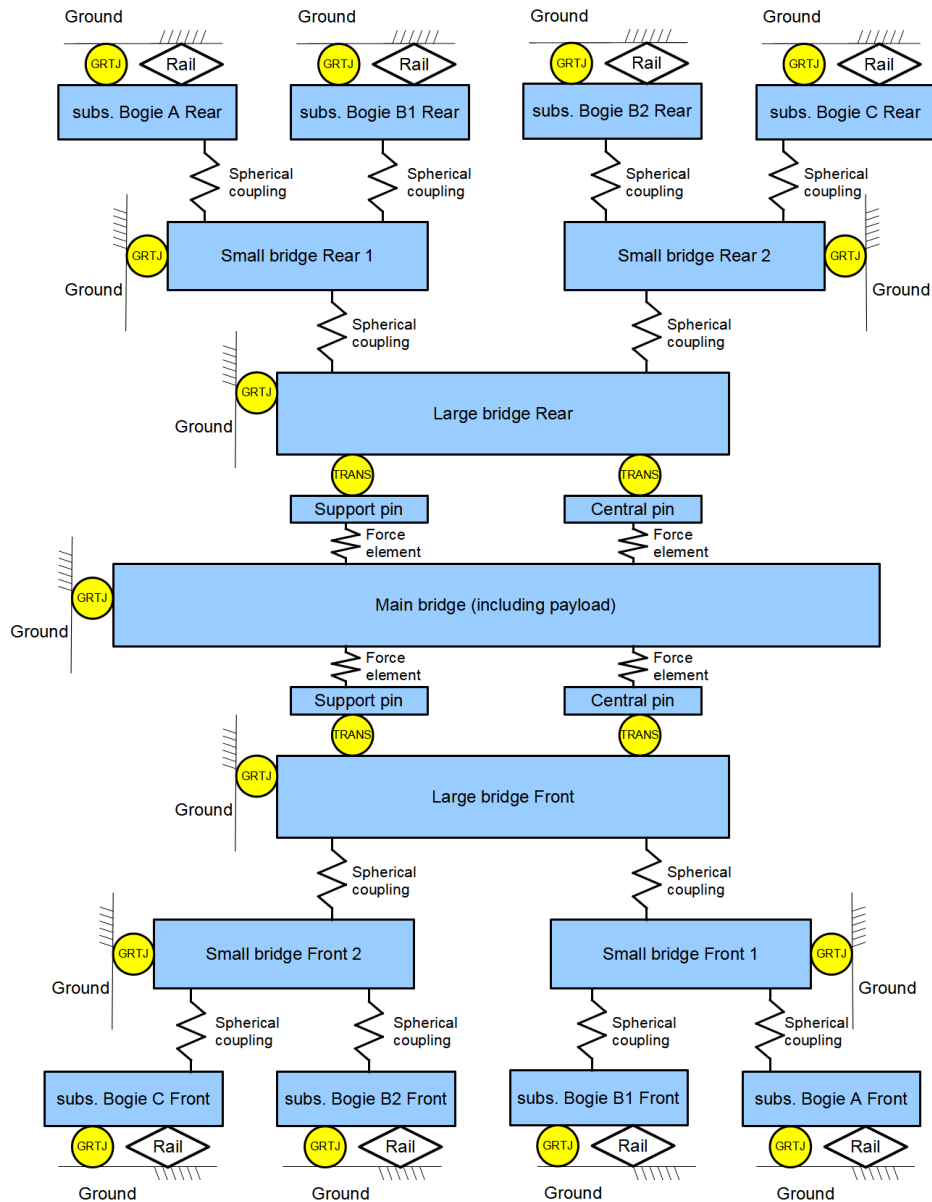 Ground
Ground
Ground
Ground
GRTJ
Rail
GRTJ
Rail
GRTJ
Rail
GRTJ
Rail
subs. Bogie A Rear
subs. Bogie B1 Rear
subs. Bogie B2 Rear
subs. Bogie C Rear
Spherical
coupling
Spherical
coupling
Spherical
coupling
Spherical
coupling
GRTJ
Small bridge Rear 1
Small bridge Rear 2
GRTJ
Ground
Ground
Spherical
coupling
Spherical
coupling
GRTJ
Large bridge Rear
Ground
TRANS
TRANS
Support pin
Central pin
Force
element
Force
element
GRTJ
Main bridge (including payload)
Ground
Force
element
Force
element
Support pin
Central pin
TRANS
TRANS
GRTJ
Large bridge Front
Ground
Spherical
coupling
Spherical
coupling
GRTJ
Small bridge Front 2
Small bridge Front 1
GRTJ
Ground
Ground
Spherical
coupling
Spherical
coupling
Spherical
coupling
Spherical
coupling
subs. Bogie C Front
subs. Bogie B2 Front
subs. Bogie B1 Front
subs. Bogie A Front
GRTJ
Rail
GRTJ
Rail
GRTJ
Rail
GRTJ
Rail
Ground
Ground
Ground
Ground